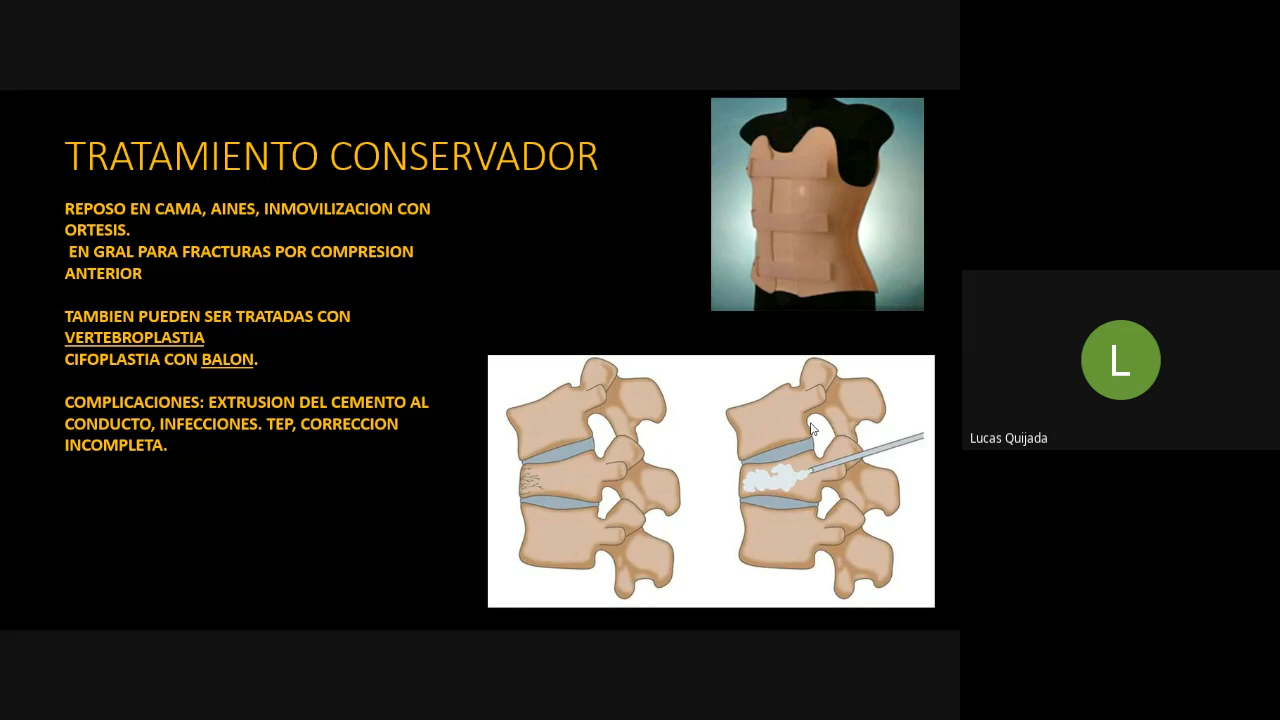 TRATAMIENTO CONSERVADOR
REPOSO EN CAMA, AINES, INMOVILIZACION CON
ORTESIS.
EN GRAL PARA FRACTURAS POR COMPRESION
ANTERIOR
TAMBIEN PUEDEN SER TRATADAS CON
VERTEBROPLASTIA
CIFOPLASTIA CON BALON.
COMPLICACIONES: EXTRUSION DEL CEMENTO AL
CONDUCTO, INFECCIONES. TEP, CORRECCION
INCOMPLETA.
L
Lucas Quijada